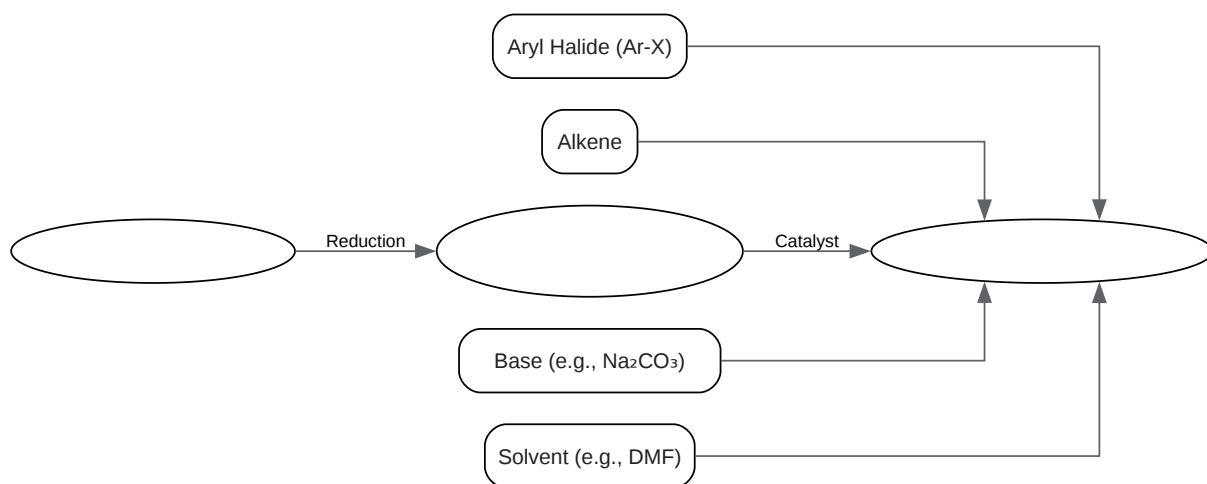 Aryl Halide (Ar-X)
Alkene
Reduction
Catalyst
Base (e.g., Na₂CO₃)
Solvent (e.g., DMF)